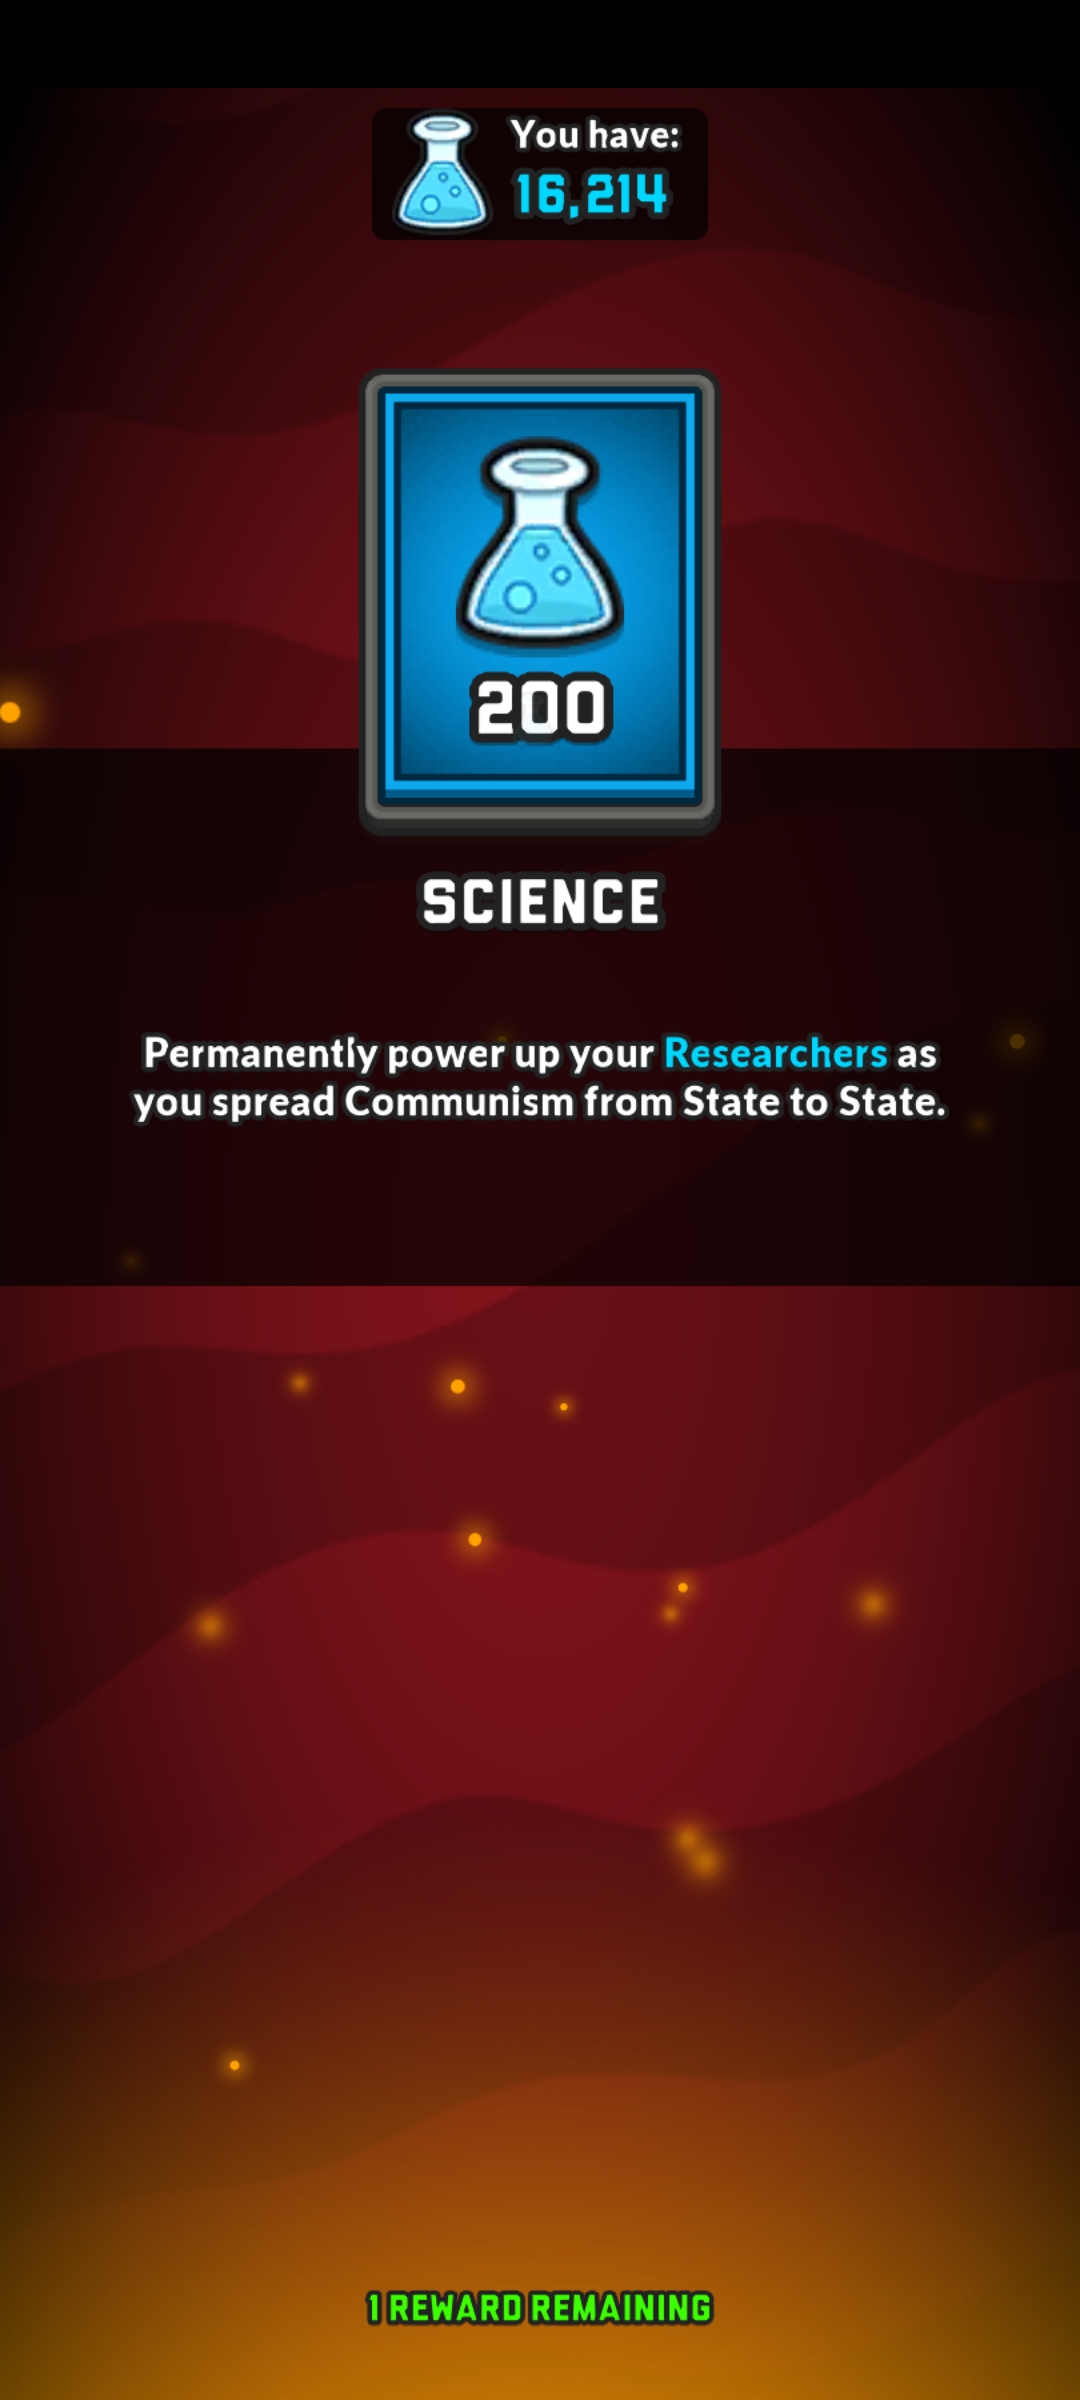 You have:
16,214
200
SCIENCE
Permanently power up your Researchers as
you spread Communism from State to State.
1 REWARD REMAINING